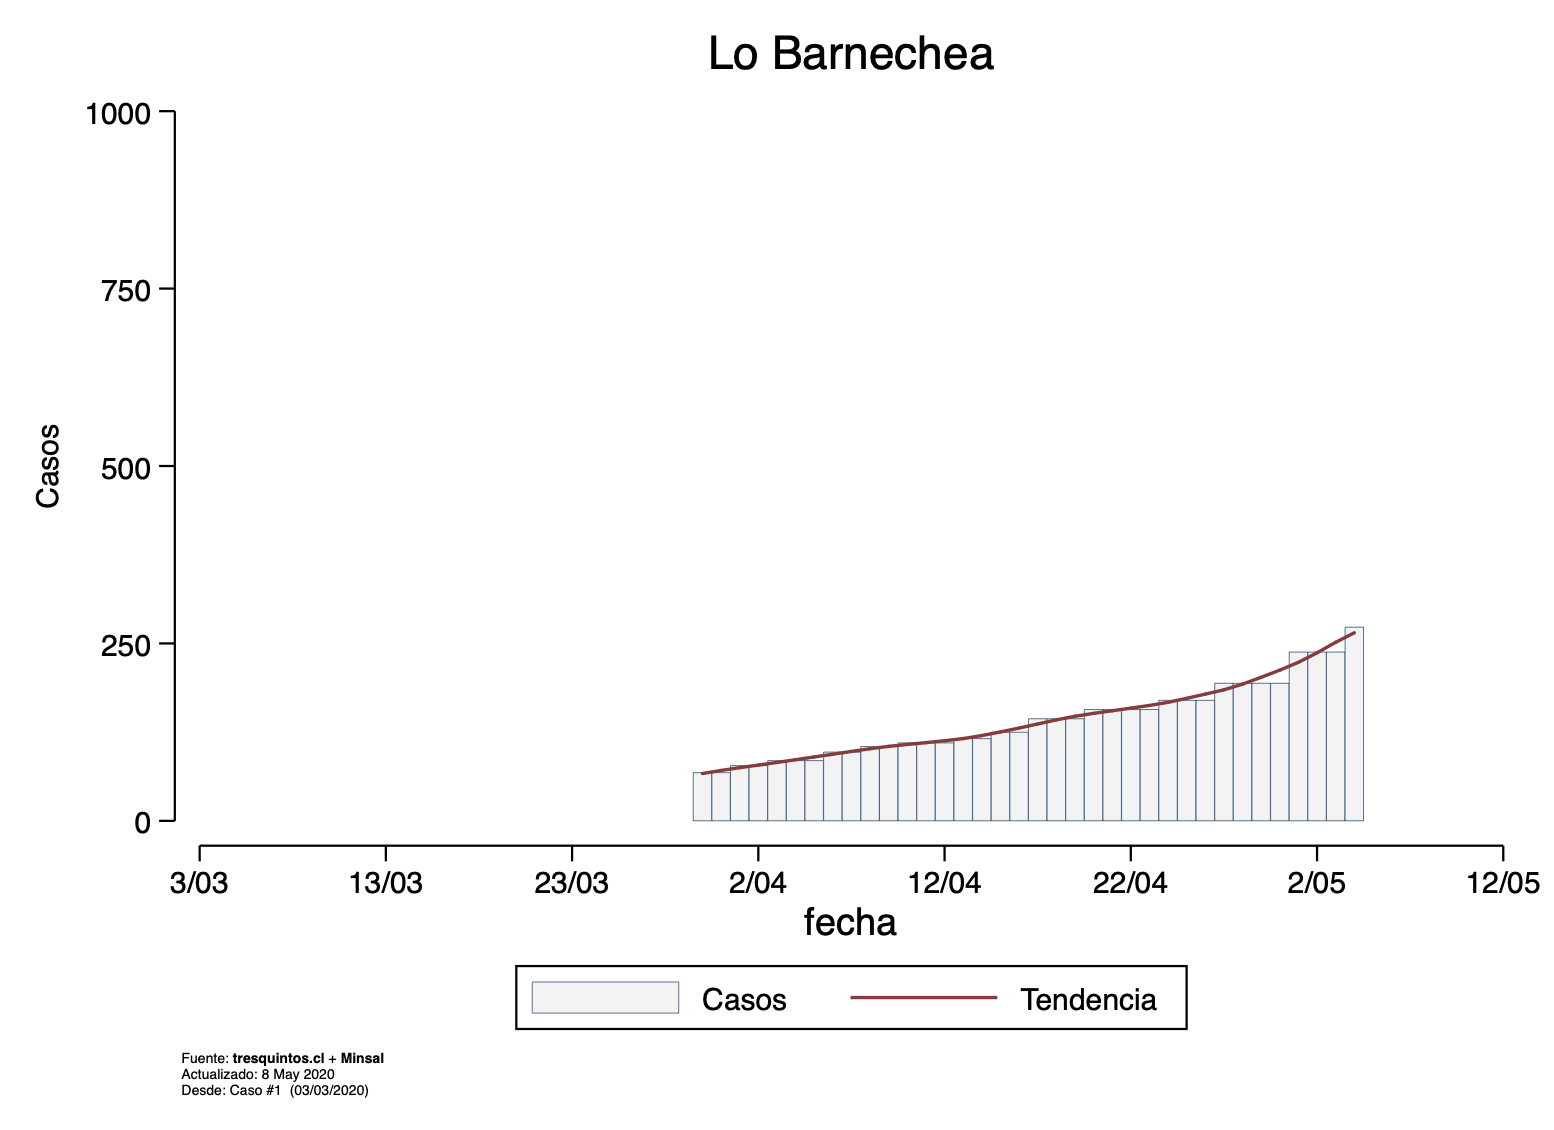 Lo Barnechea
1000
750
500
250
0
Casos
3/03 13/03 23/03 2/04 12/04 22/04 2/05 12/05
fecha
Casos Tendencia
Fuente: tresquintos.cl + Minsal
Actualizado: 8 May 2020
Desde: Caso #1 (03/03/2020)